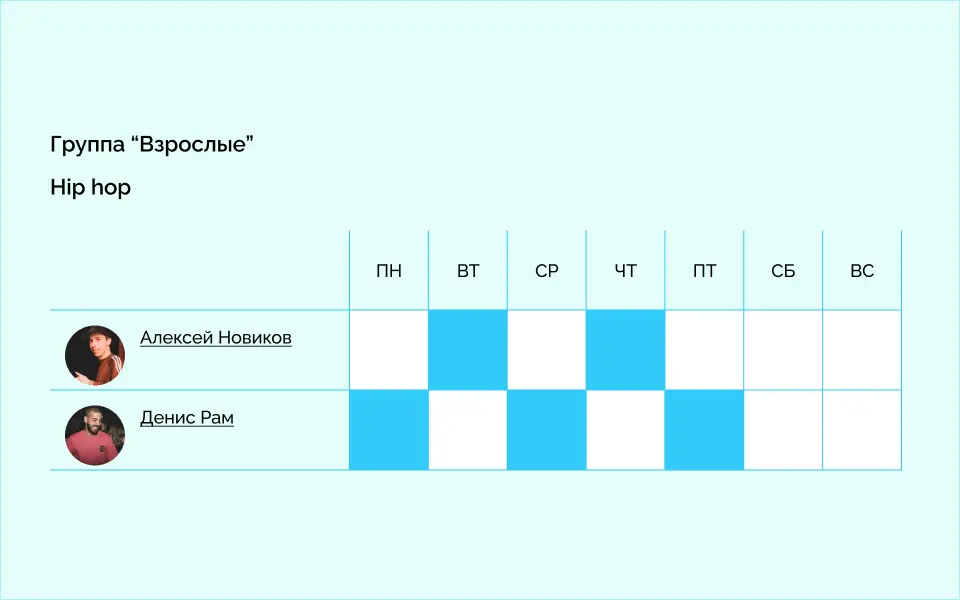 Группа “Взрослые”
Hip hop
ПН ВТ СР ЧТ ПТ СБ ВС
Алексей Новиков
Денис Рам